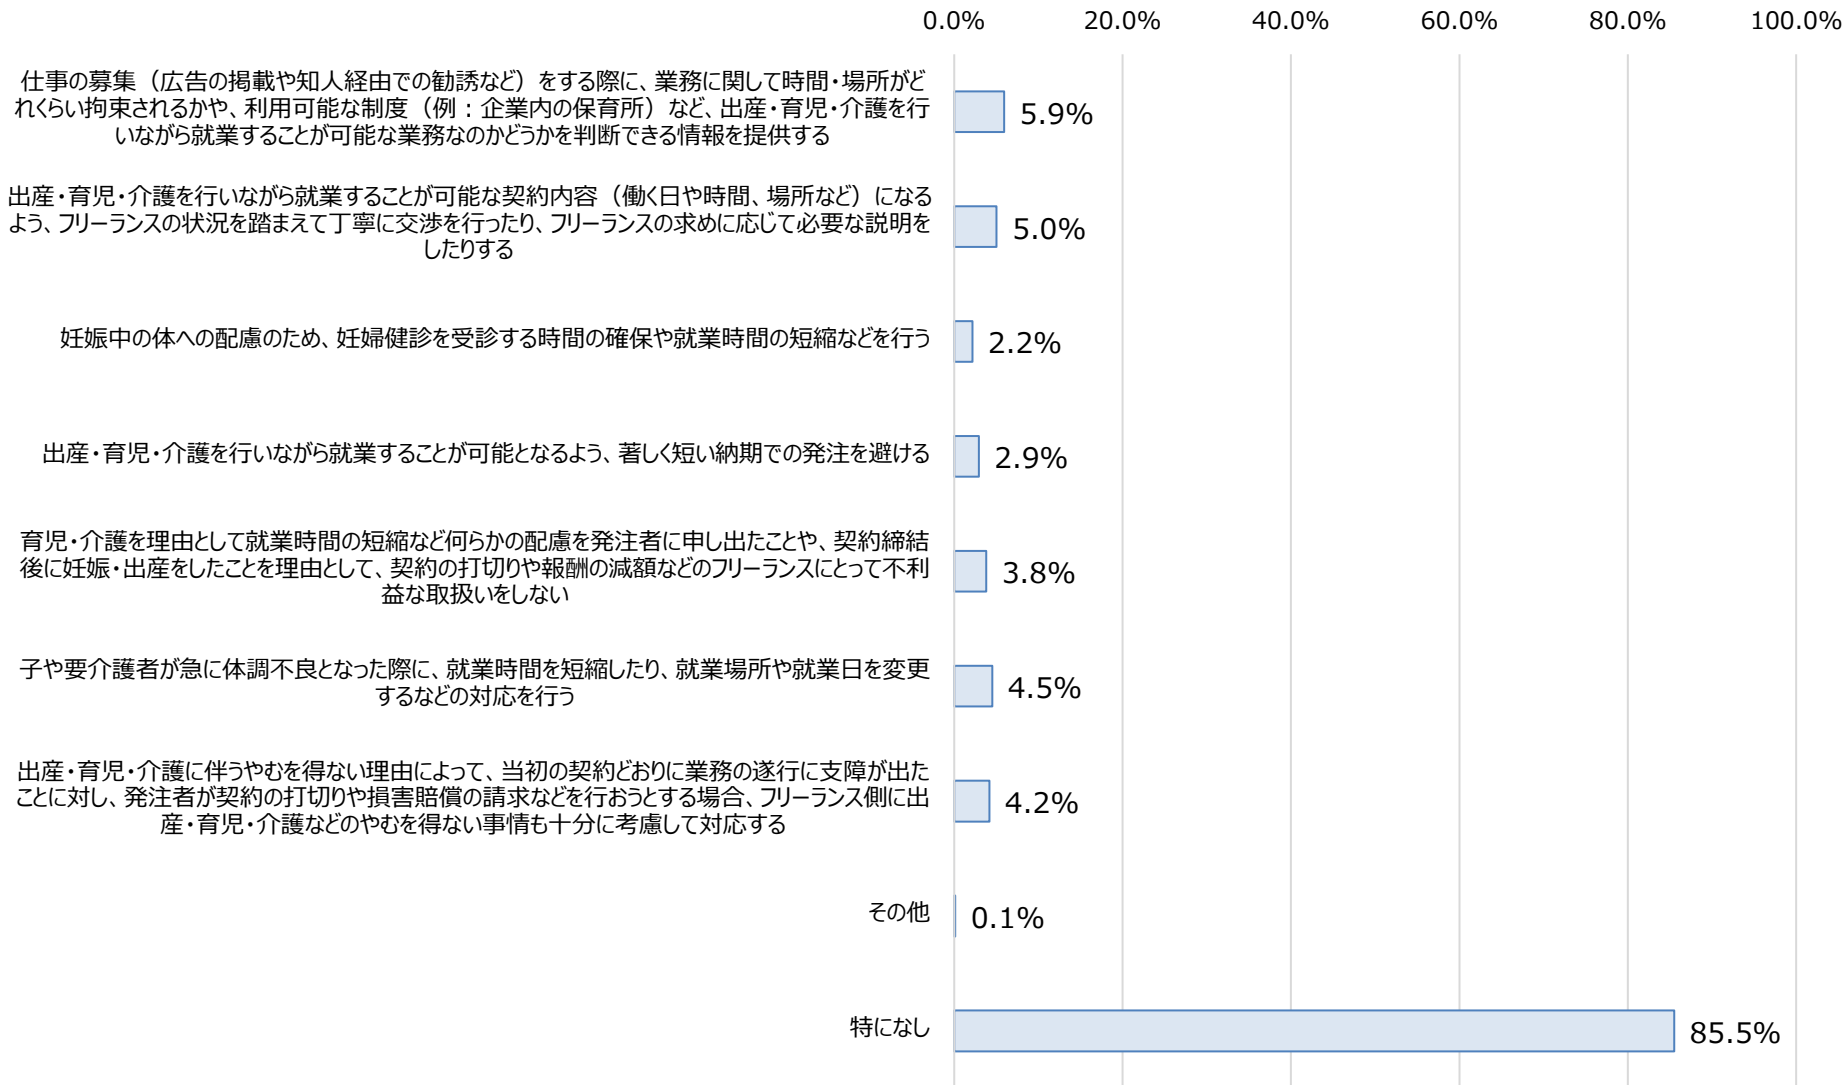 0.0% 20.0% 40.0% 60.0% 80.0% 100.0%
仕事の募集（広告の掲載や知人経由での勧誘など）をする際に、業務に関して時間・場所がど
れくらい拘束されるかや、利用可能な制度（例：企業内の保育所）など、出産・育児・介護を行
いながら就業することが可能な業務なのかどうかを判断できる情報を提供する
5.9%
出産・育児・介護を行いながら就業することが可能な契約内容（働く日や時間、場所など）になる
よう、フリーランスの状況を踏まえて丁寧に交渉を行ったり、フリーランスの求めに応じて必要な説明を
したりする
5.0%
妊娠中の体への配慮のため、妊婦健診を受診する時間の確保や就業時間の短縮などを行う
2.2%
出産・育児・介護を行いながら就業することが可能となるよう、著しく短い納期での発注を避ける
2.9%
育児・介護を理由として就業時間の短縮など何らかの配慮を発注者に申し出たことや、契約締結
後に妊娠・出産をしたことを理由として、契約の打切りや報酬の減額などのフリーランスにとって不利
益な取扱いをしない
3.8%
子や要介護者が急に体調不良となった際に、就業時間を短縮したり、就業場所や就業日を変更
するなどの対応を行う
4.5%
出産・育児・介護に伴うやむを得ない理由によって、当初の契約どおりに業務の遂行に支障が出た
ことに対し、発注者が契約の打切りや損害賠償の請求などを行おうとする場合、フリーランス側に出
産・育児・介護などのやむを得ない事情も十分に考慮して対応する
4.2%
その他
0.1%
特になし
85.5%